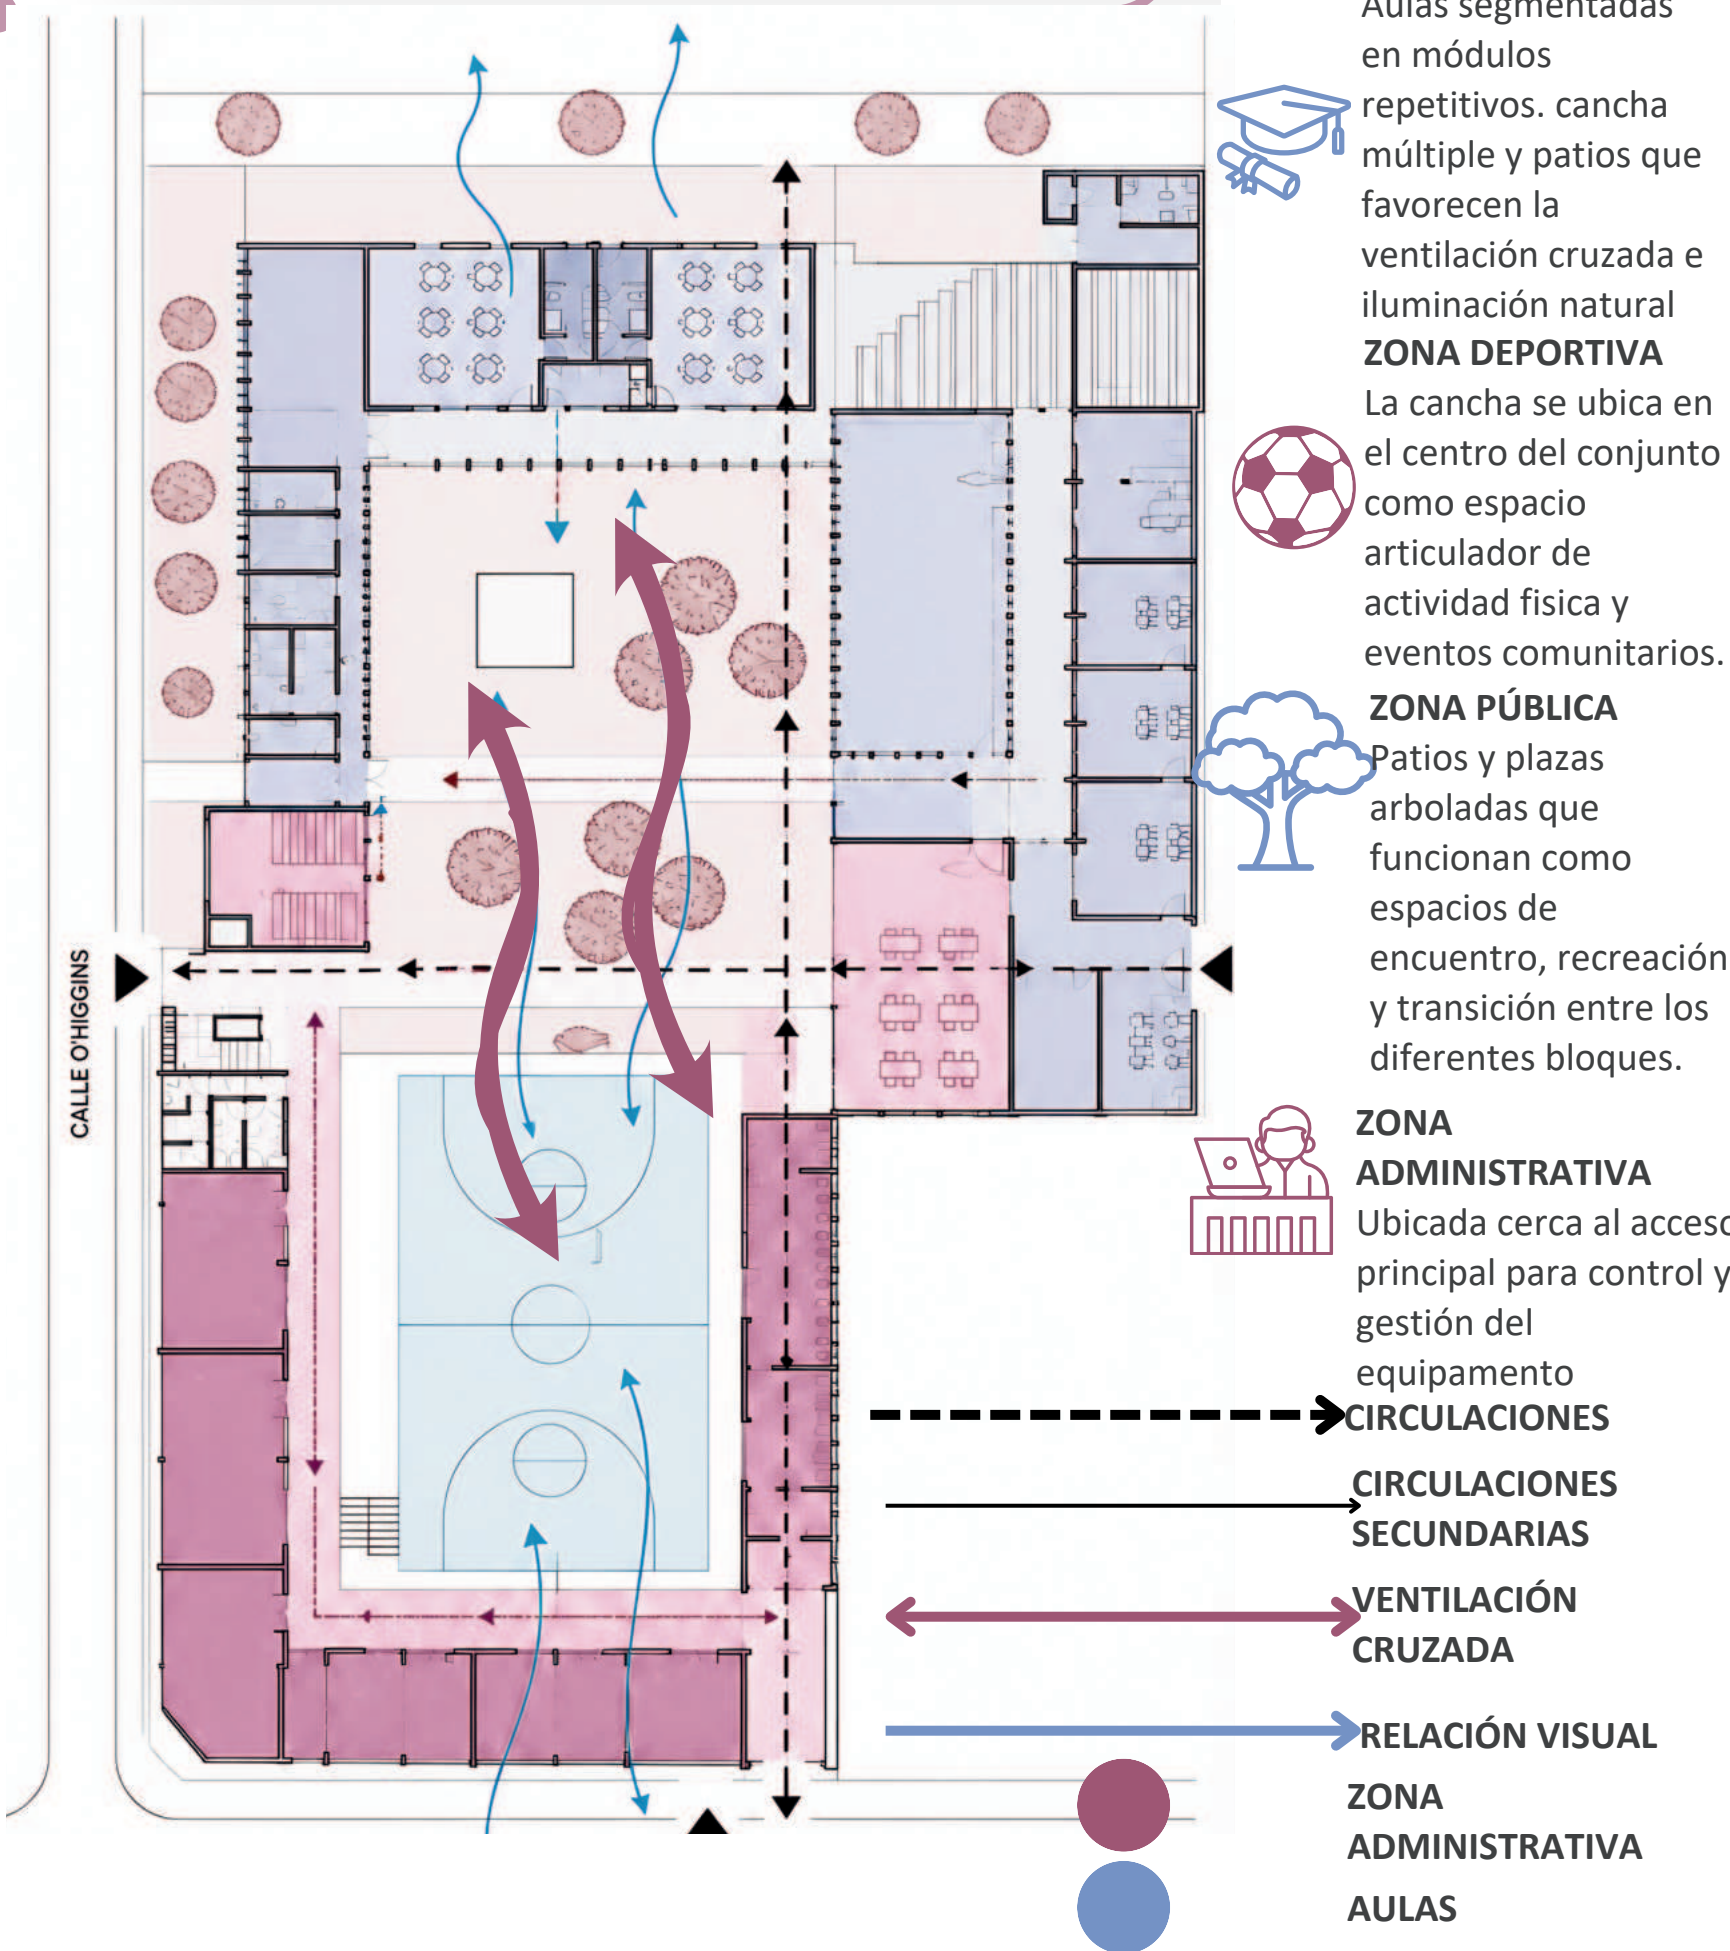 Aulas segmentadas
en módulos
repetitivos. cancha
múltiple y patios que
favorecen la
ventilación cruzada e
iluminación natural
ZONA DEPORTIVA
La cancha se ubica en
el centro del conjunto
como espacio
articulador de
actividad fisica y
eventos comunitarios.
ZONA PÚBLICA
Patios y plazas
arboladas que
funcionan como
espacios de
encuentro, recreación
y transición entre los
diferentes bloques.
ZONA
ADMINISTRATIVA
Ubicada cerca al acceso
principal para control y
gestión del
equipamento
CIRCULACIONES
CIRCULACIONES
SECUNDARIAS
VENTILACIÓN
CRUZADA
RELACIÓN VISUAL
ZONA
ADMINISTRATIVA
AULAS
CALLE O'HIGGINS